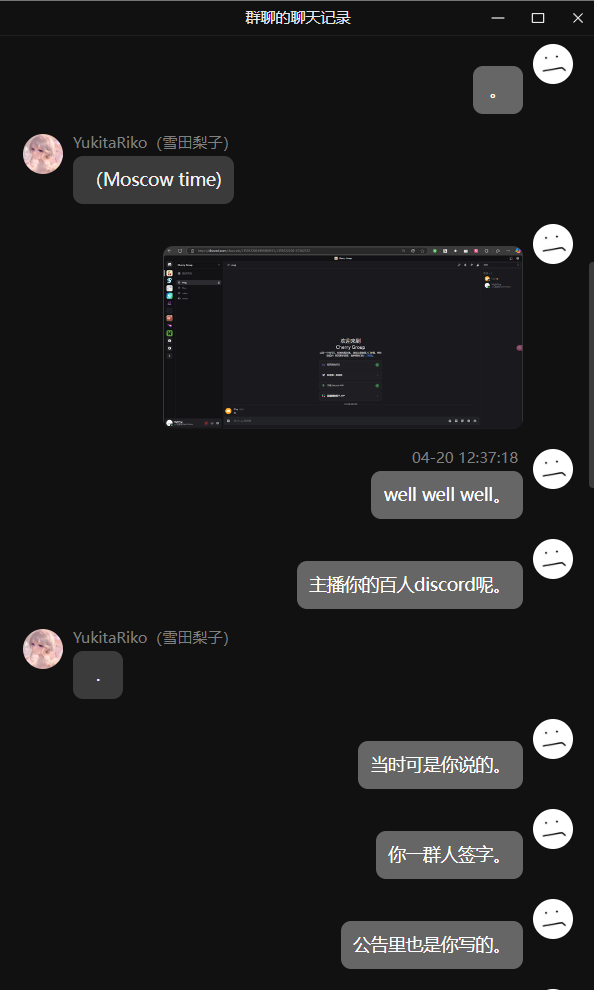 群聊的聊天记录
。
YukitaRiko（雪田梨子）
（Moscow time)
欢迎来到
Cherry Group
04-20 12:37:18
well well well。
主播你的百人discord呢。
YukitaRiko（雪田梨子）
.
当时可是你说的。
你一群人签字。
公告里也是你写的。